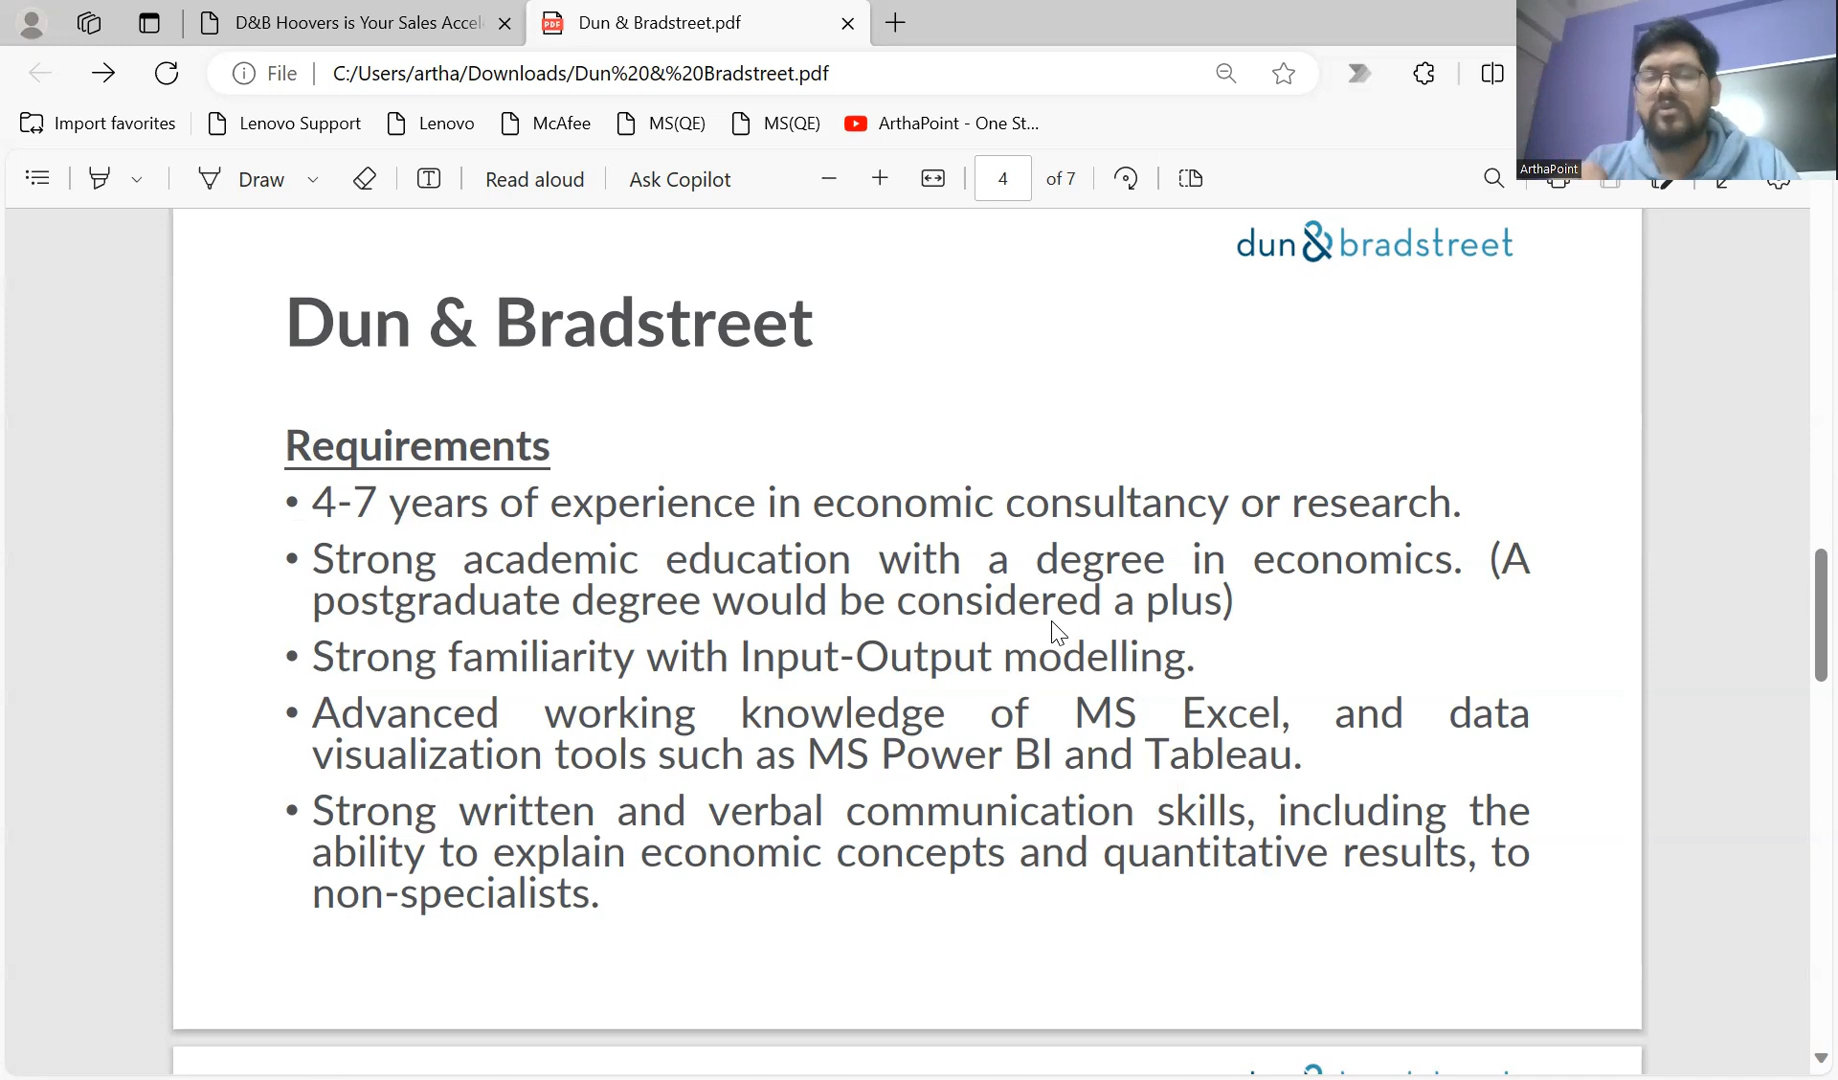 D&B Hoovers is Your Sales Accel
Dun & Bradstreet.pdf
File
C:/Users/artha/Downloads/Dun%20&%20Bradstreet.pdf
Import favorites
Lenovo Support
Lenovo
McAfee
MS(QE)
MS(QE)
ArthaPoint - One St...
ArthaPoint
Draw
Read aloud
Ask Copilot
4
of 7
dun & bradstreet
Dun & Bradstreet
Requirements
• 4-7 years of experience in economic consultancy or research.
• Strong academic education with a degree in economics. (A
postgraduate degree would be considered a plus)
• Strong familiarity with Input-Output modelling.
• Advanced working knowledge of MS Excel, and data
visualization tools such as MS Power BI and Tableau.
• Strong written and verbal communication skills, including the
ability to explain economic concepts and quantitative results, to
non-specialists.